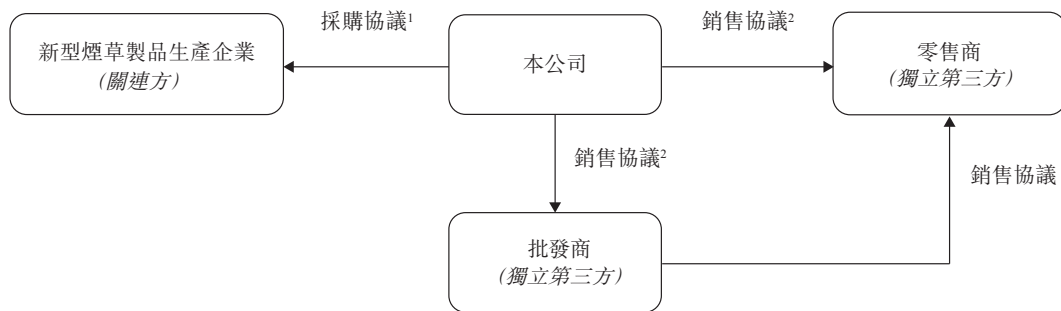 採購協議¹
銷售協議²
新型煙草製品生產企業
(關連方)
本公司
零售商
(獨立第三方)
銷售協議²
銷售協議
批發商
(獨立第三方)